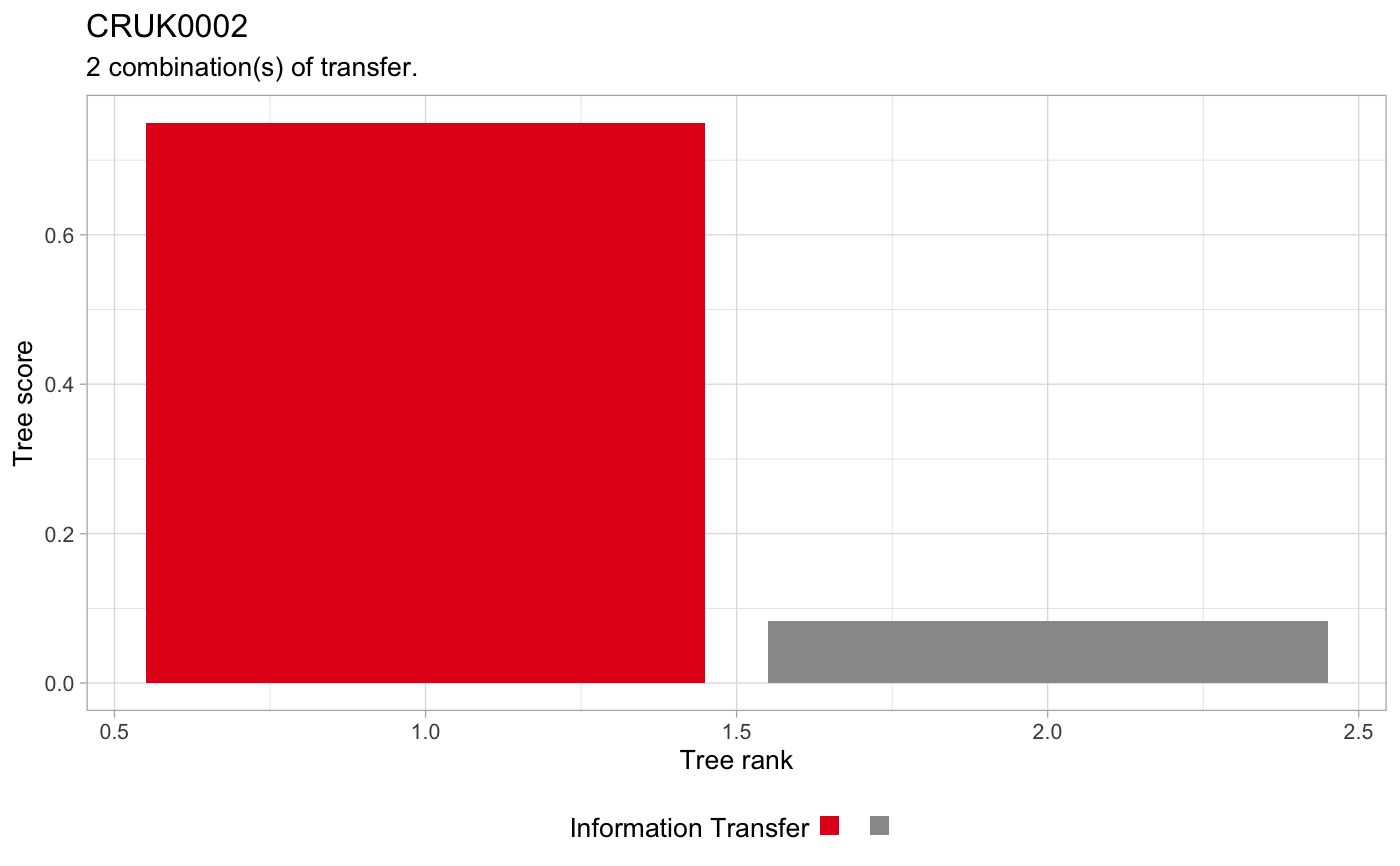 CRUK0002
2 combination(s) of transfer.
0.6
0.4
0.2
0.0
Tree score
0.5 1.0 1.5 2.0 2.5
Tree rank
Information Transfer